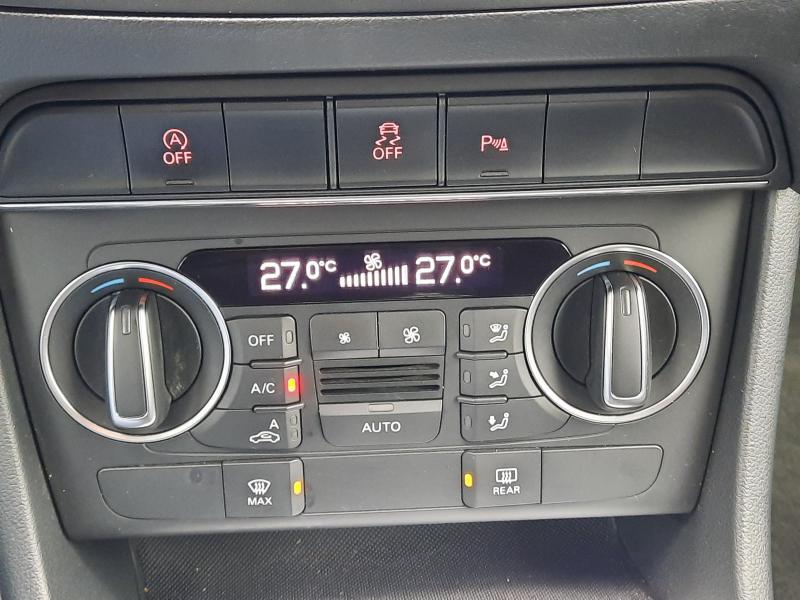 A
OFF
OFF
P
27.0°C 27.0°C
OFF
A/C
A
AUTO
MAX
REAR